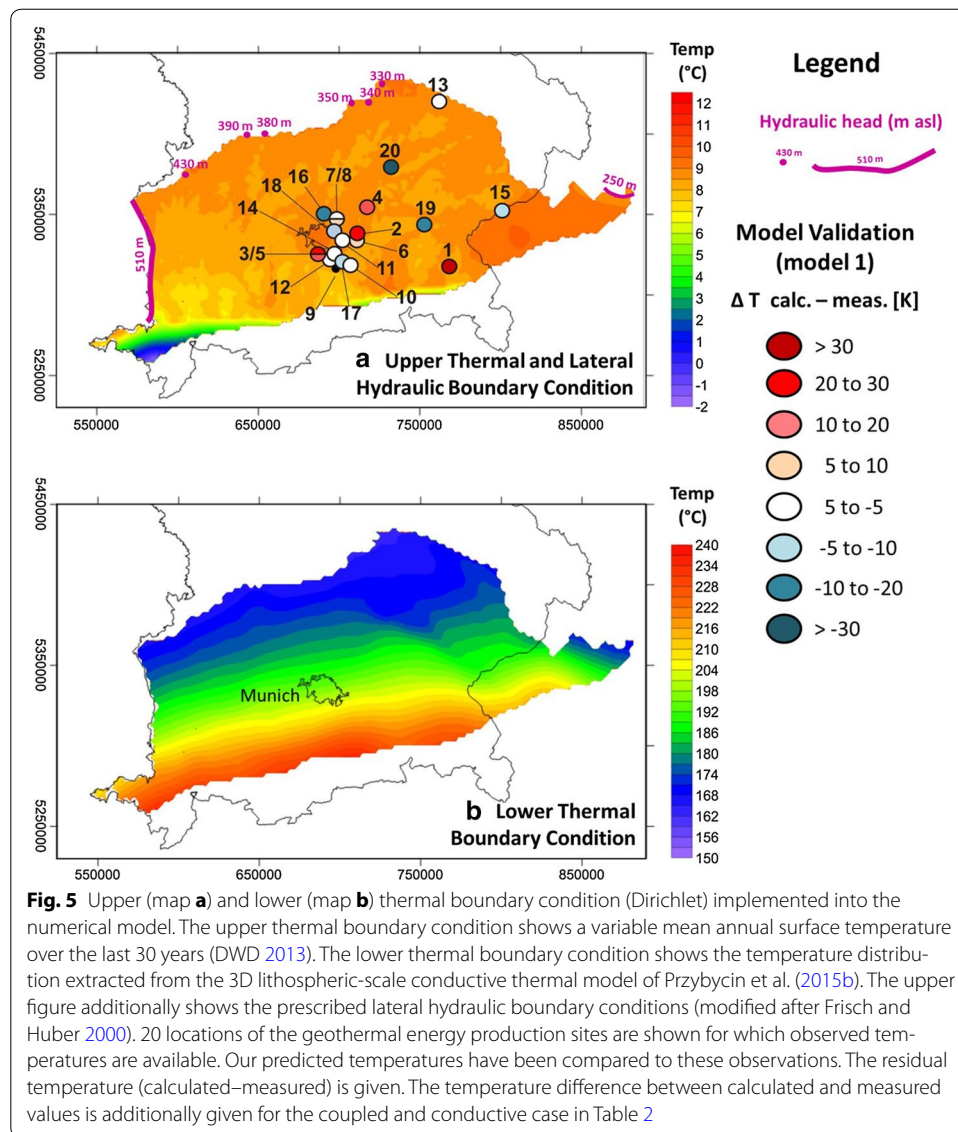 5450000
5350000
5250000
550000
650000
750000
850000
330 m
340 m
350 m
380 m
390 m
430 m
510 m
250 m
13
20
7/8
16
18
4
15
14
2
19
3/5
6
1
11
12
10
9
17
a Upper Thermal and Lateral
Hydraulic Boundary Condition
Temp
(°C)
12
11
10
9
8
7
6
5
4
3
2
1
0
-1
-2
Legend
Hydraulic head (m asl)
430 m
510 m
Model Validation
(model 1)
Δ T calc. – meas. [K]
> 30
20 to 30
10 to 20
5 to 10
5 to -5
-5 to -10
-10 to -20
> -30
5450000
5350000
5250000
550000
650000
750000
850000
Munich
b Lower Thermal
Boundary Condition
Temp
(°C)
240
234
228
222
216
210
204
198
192
186
180
174
168
162
156
150
Fig. 5 Upper (map a) and lower (map b) thermal boundary condition (Dirichlet) implemented into the
numerical model. The upper thermal boundary condition shows a variable mean annual surface temperature
over the last 30 years (DWD 2013). The lower thermal boundary condition shows the temperature distribu-
tion extracted from the 3D lithospheric-scale conductive thermal model of Przybycin et al. (2015b). The upper
figure additionally shows the prescribed lateral hydraulic boundary conditions (modified after Frisch and
Huber 2000). 20 locations of the geothermal energy production sites are shown for which observed tem-
peratures are available. Our predicted temperatures have been compared to these observations. The residual
temperature (calculated–measured) is given. The temperature difference between calculated and measured
values is additionally given for the coupled and conductive case in Table 2